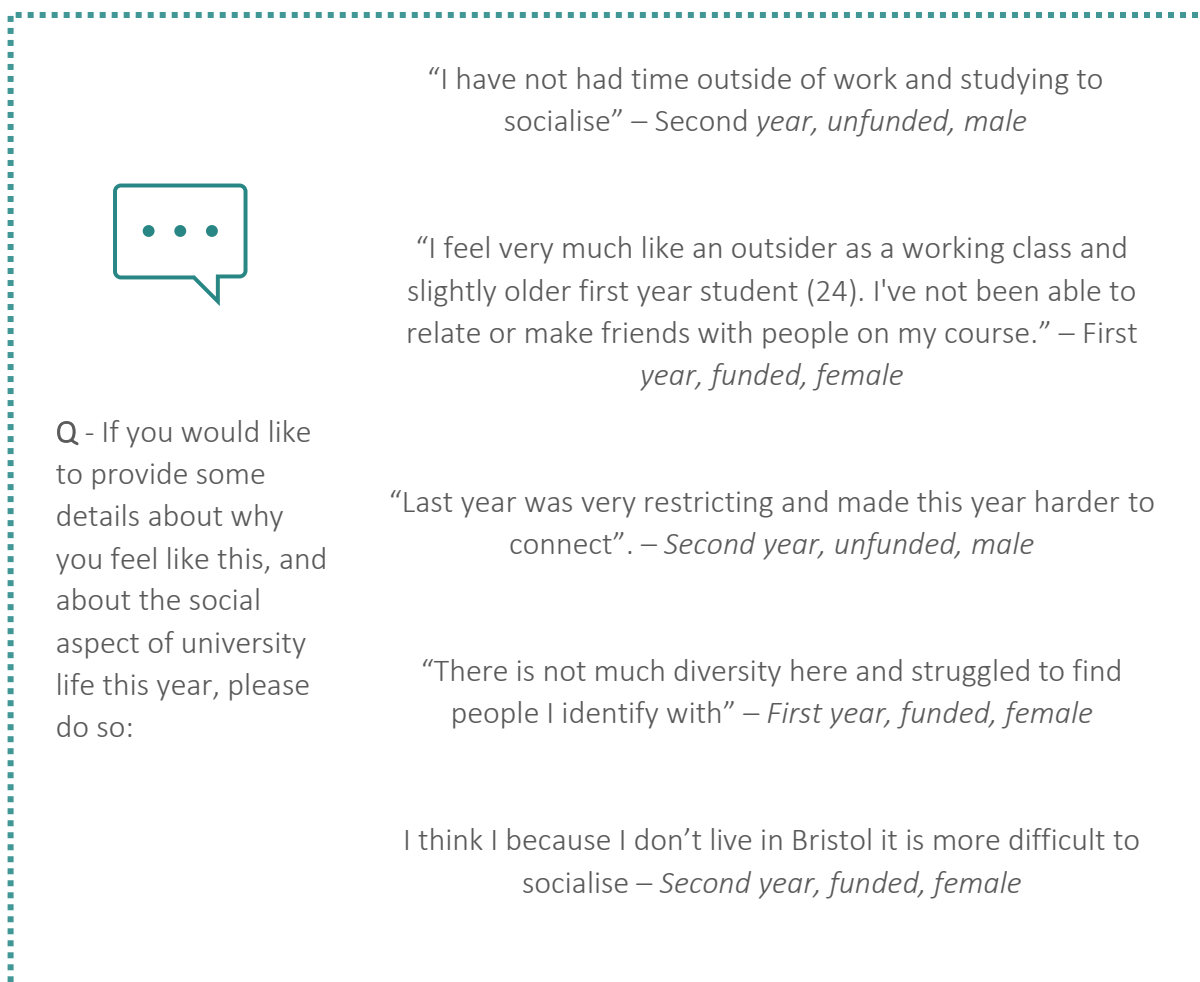 Q - If you would like
to provide some
details about why
you feel like this, and
about the social
aspect of university
life this year, please
do so:
“I have not had time outside of work and studying to
socialise” – Second year, unfunded, male
“I feel very much like an outsider as a working class and
slightly older first year student (24). I've not been able to
relate or make friends with people on my course.” – First
year, funded, female
“Last year was very restricting and made this year harder to
connect”. – Second year, unfunded, male
“There is not much diversity here and struggled to find
people I identify with” – First year, funded, female
I think I because I don’t live in Bristol it is more difficult to
socialise – Second year, funded, female